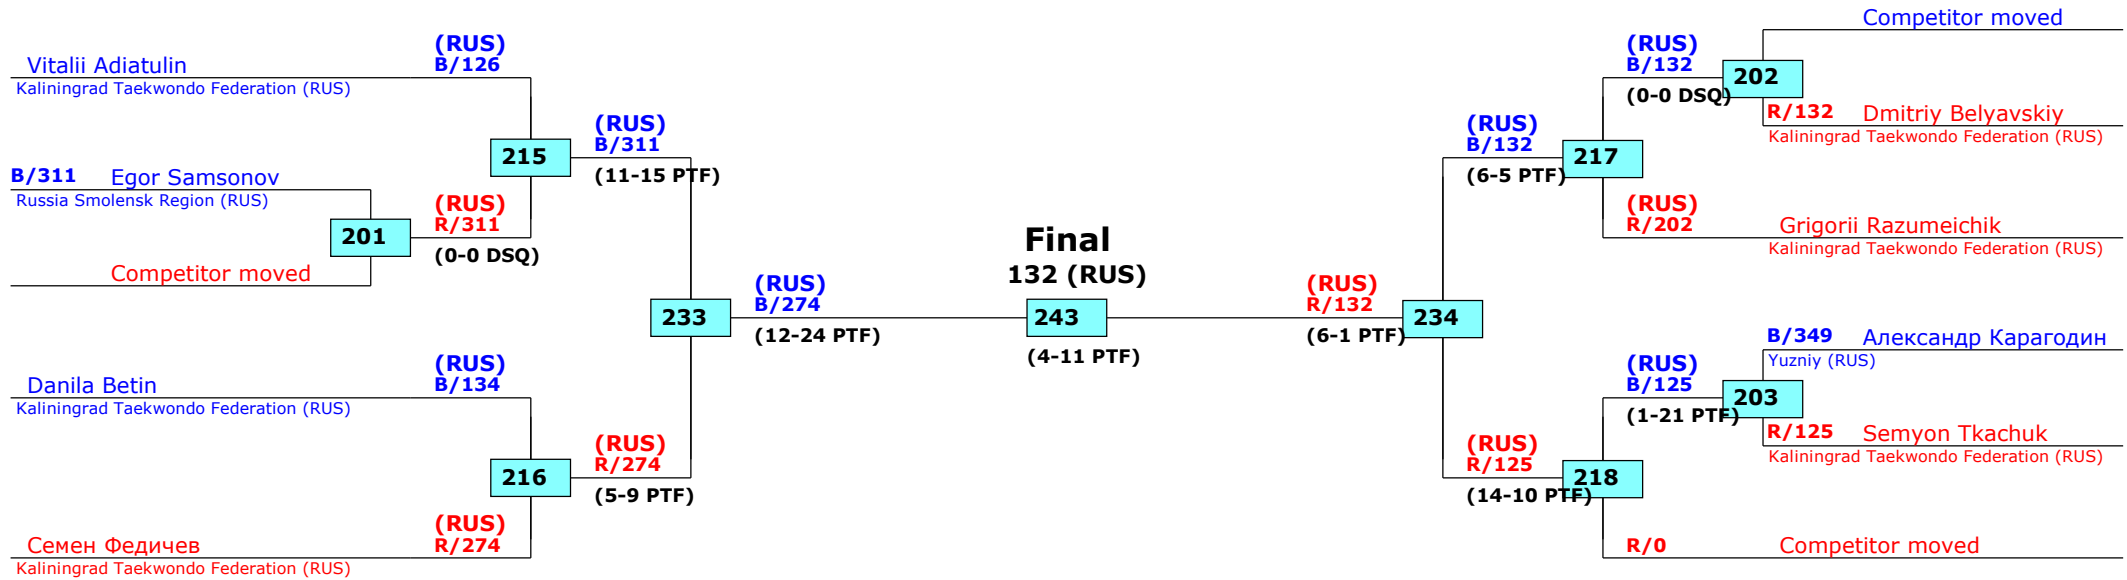 Competitor moved
(RUS)
B/126
Vitalii Adiatulin
Kaliningrad Taekwondo Federation (RUS)
(RUS)
B/132
202
(0-0 DSQ)
R/132 Dmitriy Belyavskiy
Kaliningrad Taekwondo Federation (RUS)
(RUS)
B/311
215
(11-15 PTF)
(RUS)
B/132
217
(6-5 PTF)
B/311 Egor Samsonov
Russia Smolensk Region (RUS)
201
(RUS)
R/311
(0-0 DSQ)
Competitor moved
(RUS)
R/202
Grigorii Razumeichik
Kaliningrad Taekwondo Federation (RUS)
Final
132 (RUS)
233
(RUS)
B/274
(12-24 PTF)
243
(4-11 PTF)
(RUS)
R/132
(6-1 PTF)
234
B/349 Александр Карагодин
Yuzniy (RUS)
(RUS)
B/134
Danila Betin
Kaliningrad Taekwondo Federation (RUS)
(RUS)
B/125
203
(1-21 PTF)
R/125 Semyon Tkachuk
Kaliningrad Taekwondo Federation (RUS)
216
(RUS)
R/274
(5-9 PTF)
(RUS)
R/125
218
(14-10 PTF)
(RUS)
R/274
Семен Федичев
Kaliningrad Taekwondo Federation (RUS)
R/0 Competitor moved